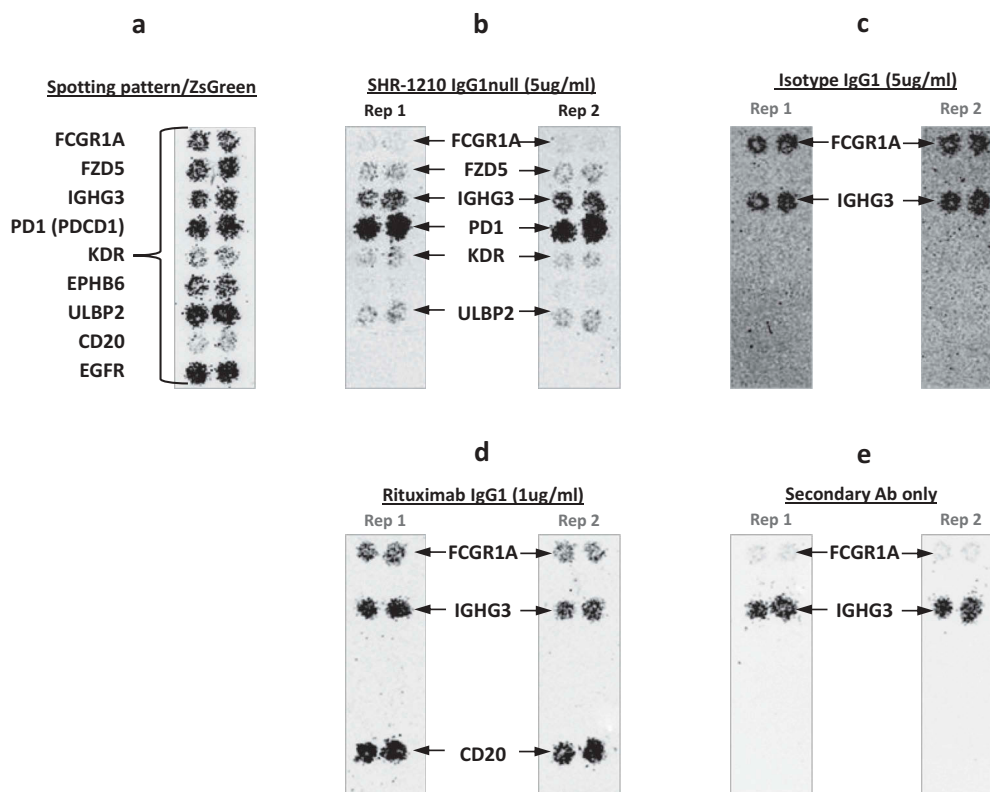 a
Spotting pattern/ZsGreen
FCGR1A
FZD5
IGHG3
PD1 (PDCD1)
KDR
EPHB6
ULBP2
CD20
EGFR
b
SHR-1210 IgG1null (5ug/ml)
Rep 1
Rep 2
FCGR1A
FZD5
IGHG3
PD1
KDR
ULBP2
c
Isotype IgG1 (5ug/ml)
Rep 1
Rep 2
FCGR1A
IGHG3
d
Rituximab IgG1 (1ug/ml)
Rep 1
Rep 2
FCGR1A
IGHG3
CD20
e
Secondary Ab only
Rep 1
Rep 2
FCGR1A
IGHG3